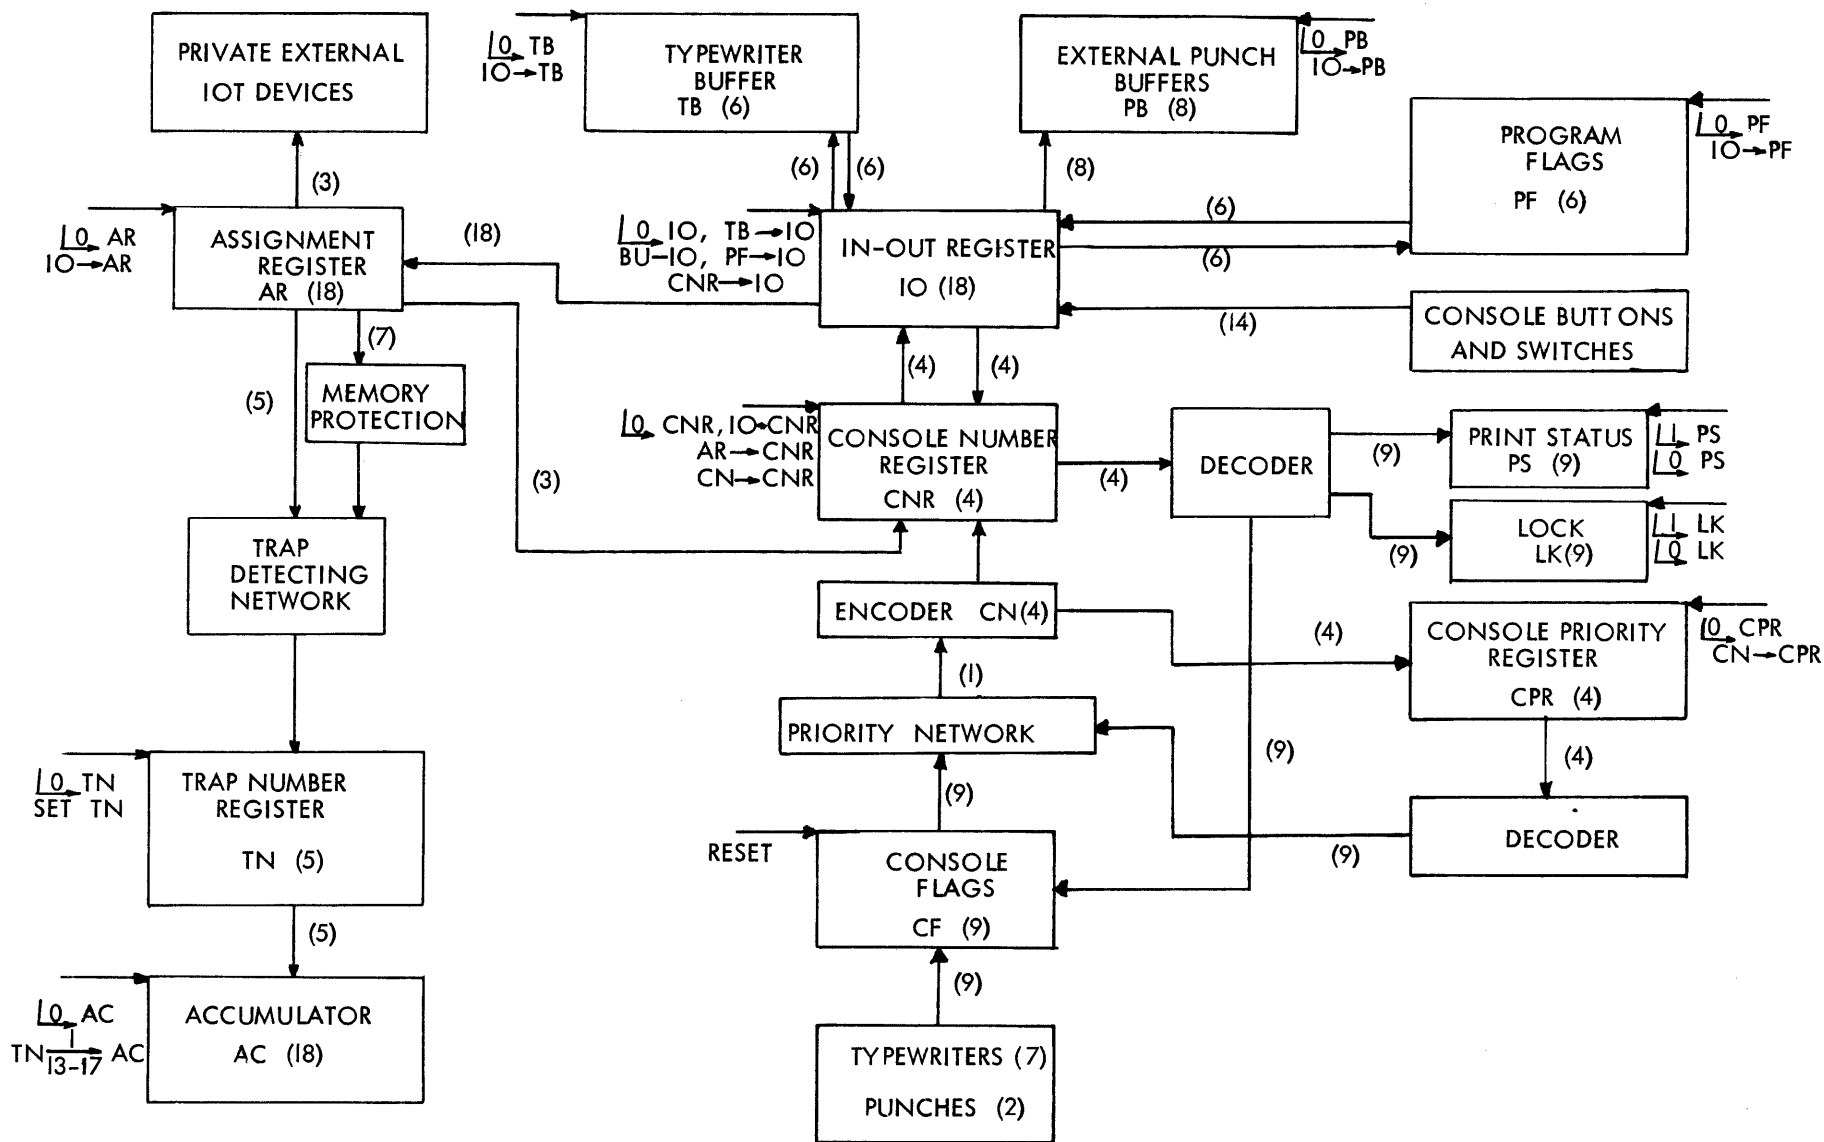 PRIVATE EXTERNAL
IOT DEVICES
(3)
0 → AR
IO→AR
ASSIGNMENT
REGISTER
AR (18)
(18)
(7)
(5)
MEMORY
PROTECTION
(3)
TRAP
DETECTING
NETWORK
0 → TN
SET TN
TRAP NUMBER
REGISTER
TN (5)
(5)
0 → AC
TN 1 → AC
13-17
ACCUMULATOR
AC (18)
0 → TB
IO→TB
TYPEWRITER
BUFFER
TB (6)
(6)
(6)
EXTERNAL PUNCH
BUFFERS
PB (8)
0 → PB
IO→PB
(8)
PROGRAM
FLAGS
PF (6)
0 → PF
IO→PF
0 → IO, TB→IO
BU-IO, PF→IO
CNR→IO
IN-OUT REGISTER
IO (18)
(6)
(6)
(14)
CONSOLE BUTTONS
AND SWITCHES
(4)
(4)
0 → CNR, IO→CNR
AR→CNR
CN→CNR
CONSOLE NUMBER
REGISTER
CNR (4)
(4)
DECODER
(9)
PRINT STATUS
PS (9)
1 → PS
0 → PS
(9)
LOCK
LK(9)
1 → LK
0 → LK
ENCODER CN(4)
(4)
CONSOLE PRIORITY
REGISTER
CPR (4)
0 → CPR
CN→CPR
(1)
PRIORITY NETWORK
(9)
(4)
DECODER
(9)
(9)
RESET
CONSOLE
FLAGS
CF (9)
(9)
TYPEWRITERS (7)
PUNCHES (2)